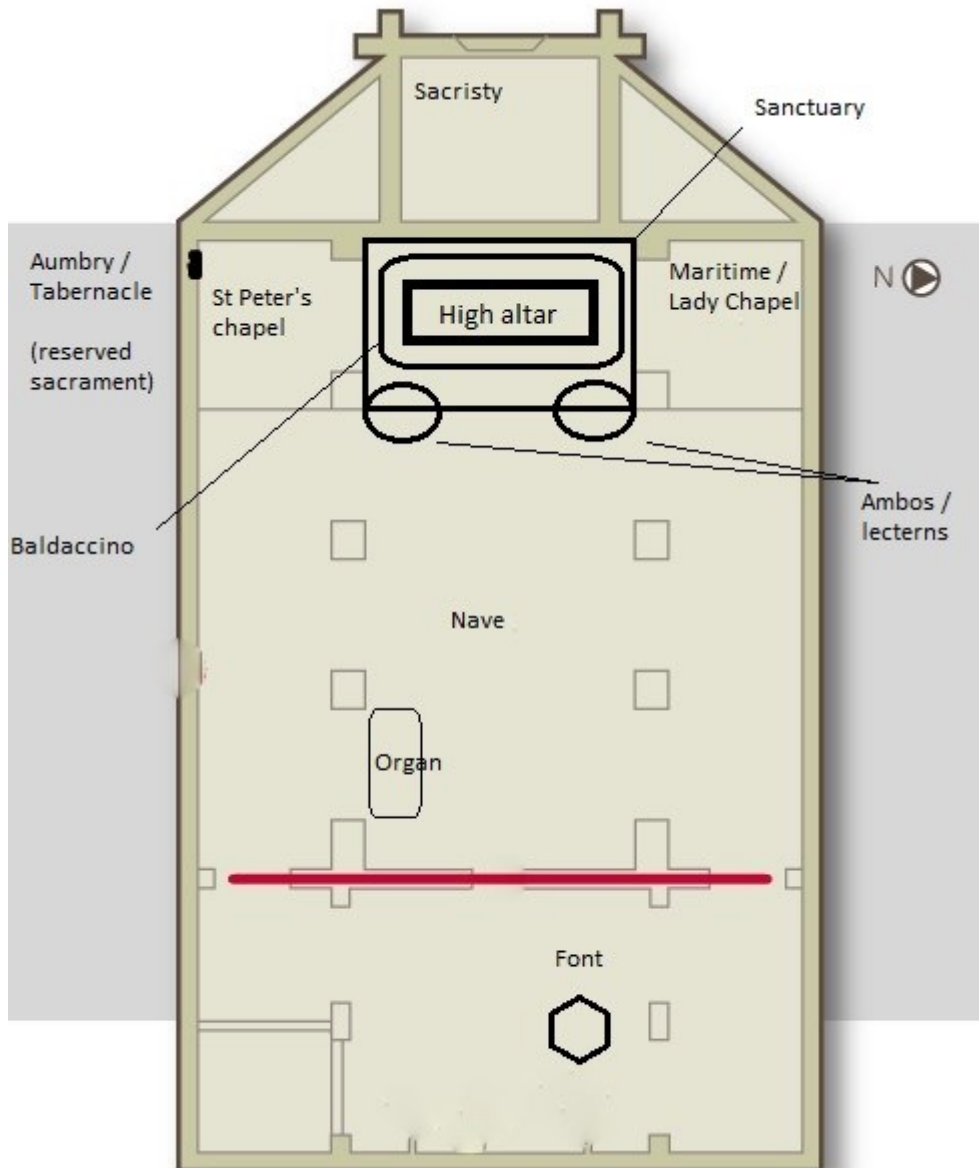 Sacristy
Sanctuary
Aumbry /
Tabernacle
(reserved
sacrament)
St Peter's
chapel
High altar
Maritime /
Lady Chapel
N
Baldaccino
Ambos /
lecterns
Nave
Organ
Font